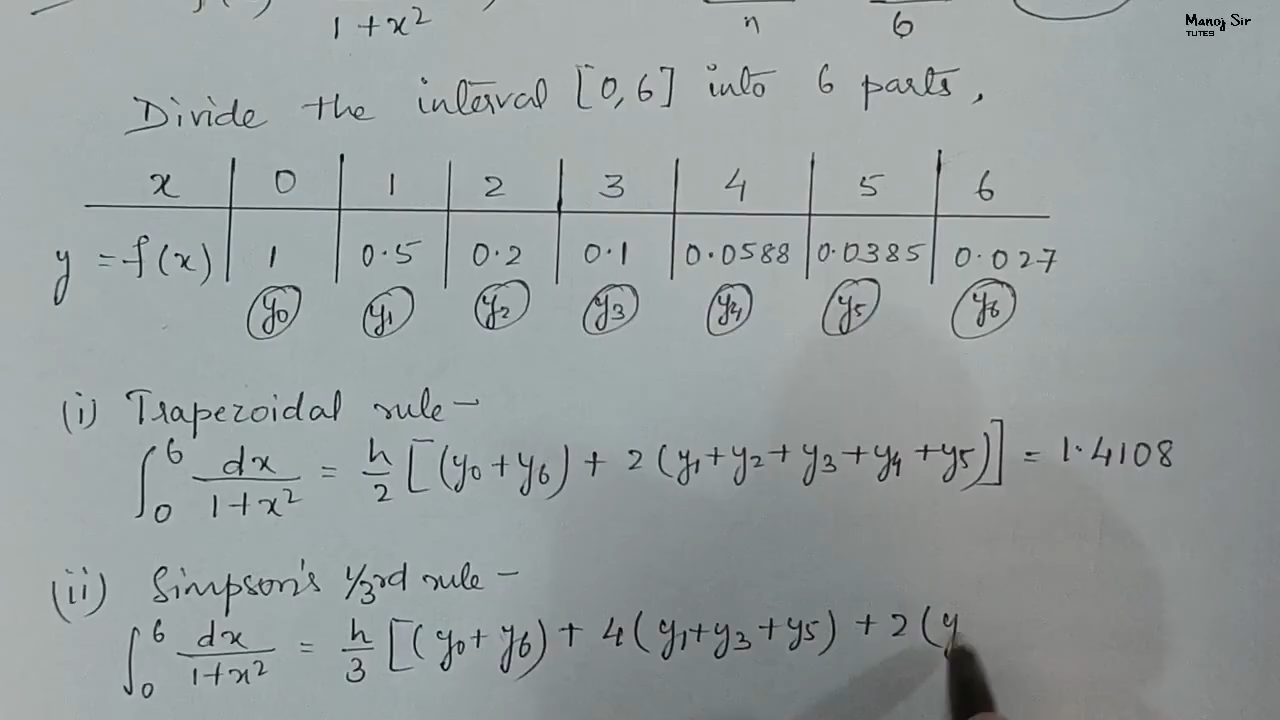 Manoj Sir
TUTES
1 + x² n 6
Divide the interval [0, 6] into 6 parts,
x 0 1 2 3 4 5 6
y = f(x) 1 0.5 0.2 0.1 0.0588 0.0385 0.027
y₀ y₁ y₂ y₃ y₄ y₅ y₆
(i) Trapezoidal rule –
∫₀⁶ dx/(1+x²) = h/2 [(y₀+y₆) + 2(y₁+y₂+y₃+y₄+y₅)] = 1.4108
(ii) Simpson's 1/3rd rule –
∫₀⁶ dx/(1+x²) = h/3 [(y₀+y₆) + 4(y₁+y₃+y₅) + 2(y